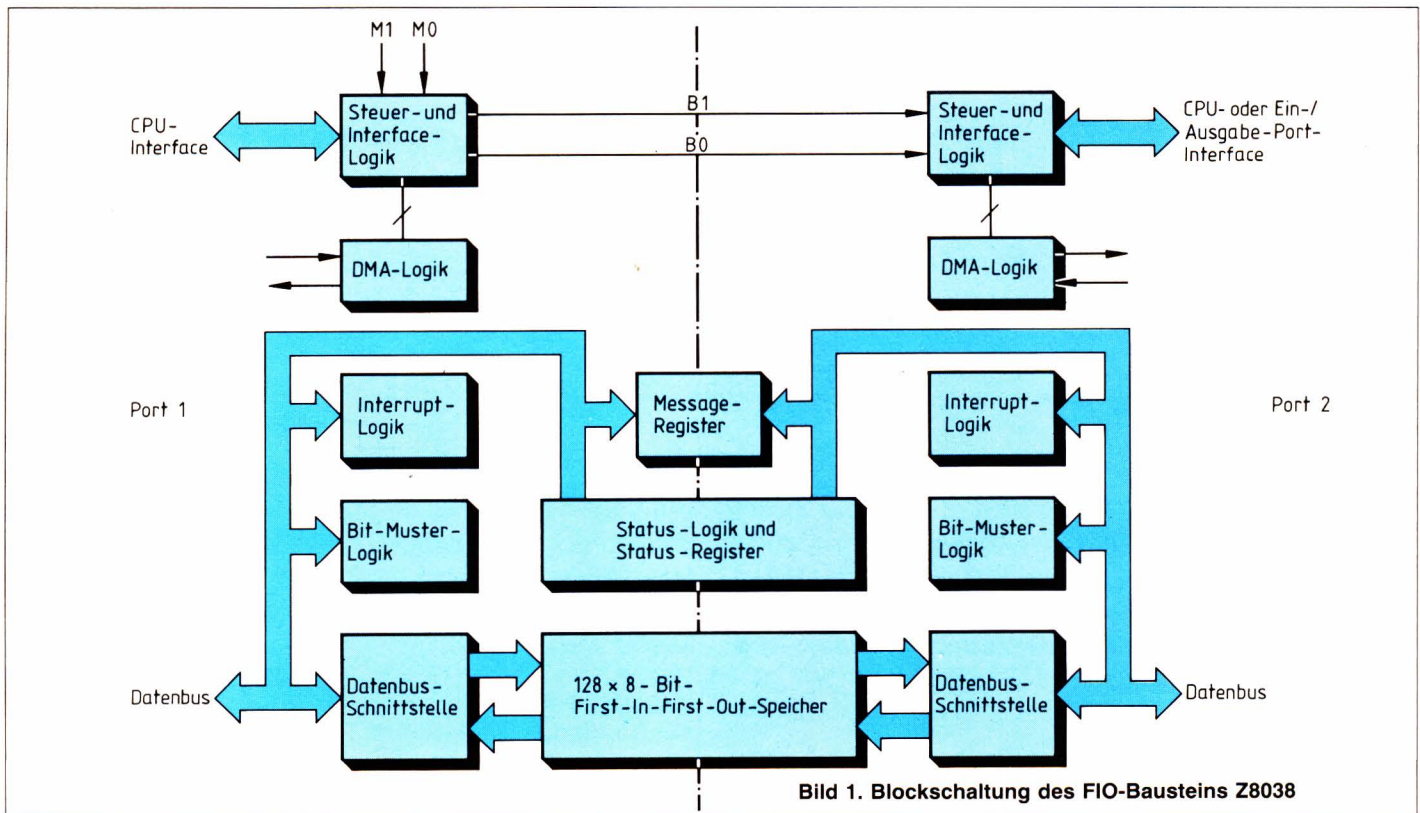 M1 M0
CPU-
Interface
Steuer-und
Interface-
Logik
B1
B0
Steuer-und
Interface-
Logik
CPU- oder Ein-/
Ausgabe-Port-
Interface
DMA-Logik
DMA-Logik
Port 1
Interrupt-
Logik
Message-
Register
Interrupt-
Logik
Port 2
Bit-Muster-
Logik
Status-Logik und
Status-Register
Bit-Muster-
Logik
Datenbus
Datenbus-
Schnittstelle
128 × 8-Bit-
First-In-First-Out-Speicher
Datenbus-
Schnittstelle
Datenbus
Bild 1. Blockschaltung des FIO-Bausteins Z8038